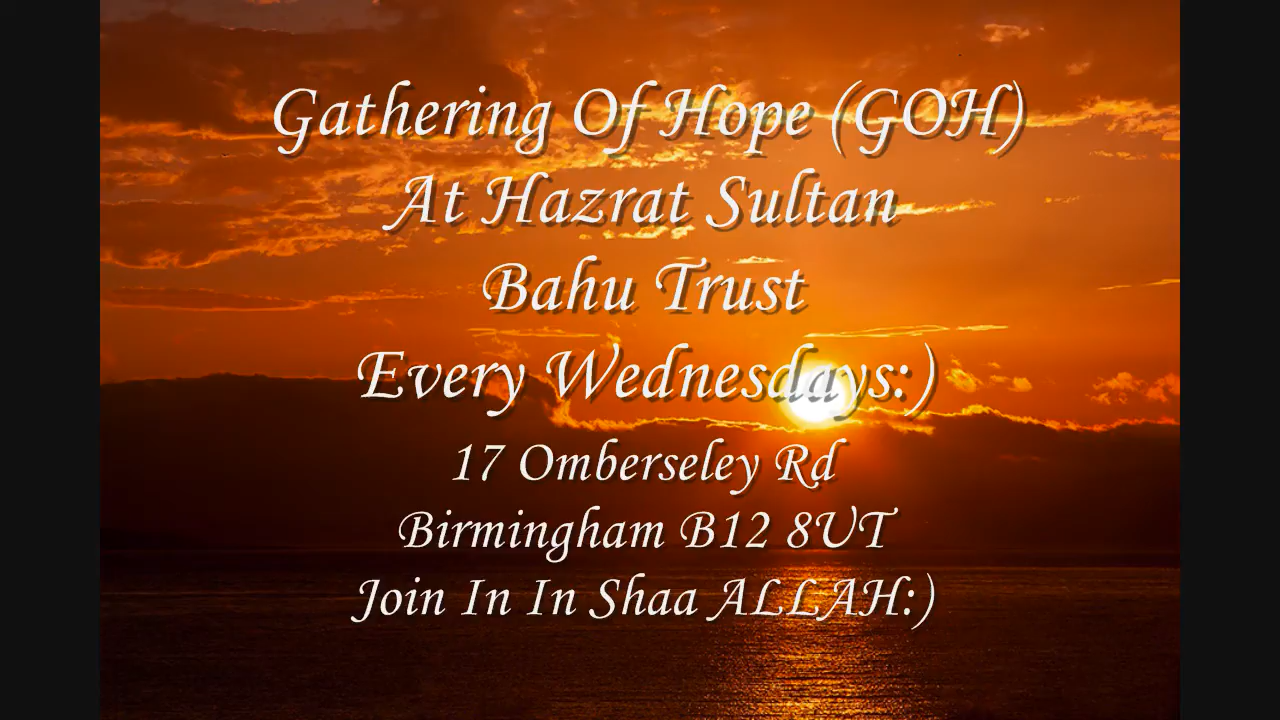 Gathering Of Hope (GOH)
At Hazrat Sultan
Bahu Trust
Every Wednesdays:)
17 Omberseley Rd
Birmingham B12 8UT
Join In In Shaa ALLAH:)